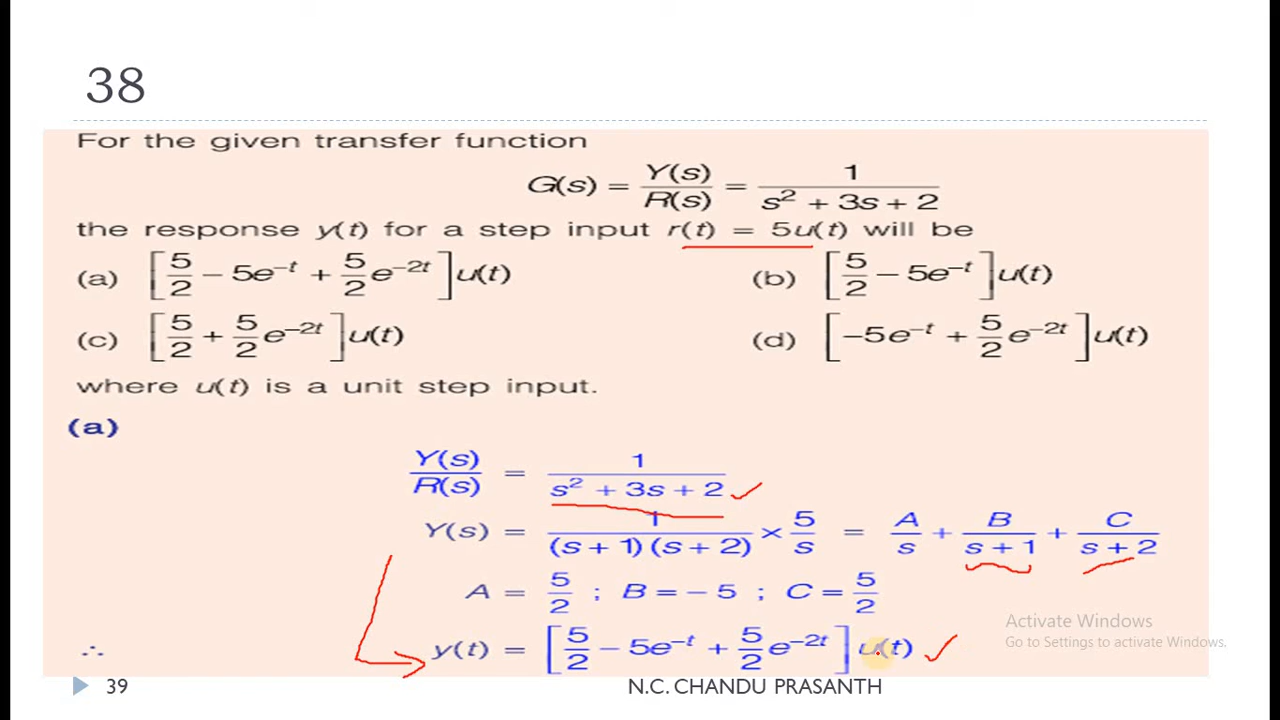 38
For the given transfer function
G(s) = Y(s)/R(s) = 1/(s² + 3s + 2)
the response y(t) for a step input r(t) = 5u(t) will be
(a) [5/2 − 5e⁻ᵗ + 5/2 e⁻²ᵗ] u(t) (b) [5/2 − 5e⁻ᵗ] u(t)
(c) [5/2 + 5/2 e⁻²ᵗ] u(t) (d) [−5e⁻ᵗ + 5/2 e⁻²ᵗ] u(t)
where u(t) is a unit step input.
(a)
Y(s)/R(s) = 1/(s² + 3s + 2)
Y(s) = 1/((s + 1)(s + 2)) × 5/s = A/s + B/(s + 1) + C/(s + 2)
A = 5/2 ; B = − 5 ; C = 5/2
∴ y(t) = [5/2 − 5e⁻ᵗ + 5/2 e⁻²ᵗ] u(t)
Activate Windows
Go to Settings to activate Windows.
39 N.C. CHANDU PRASANTH